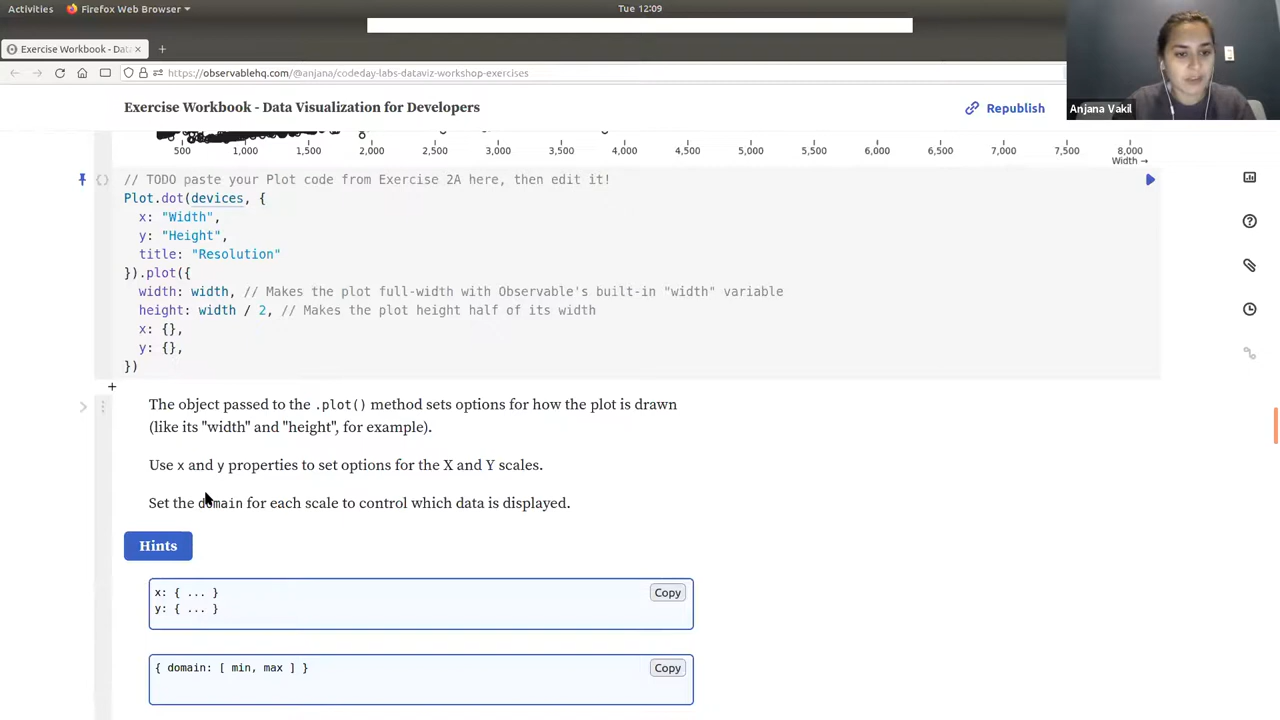 Activities
Firefox Web Browser
Tue 12:09
Exercise Workbook - Dat
https://observablehq.com/@anjana/codeday-labs-dataviz-workshop-exercises
Anjana Vakil
Exercise Workbook - Data Visualization for Developers
Republish
500 1,000 1,500 2,000 2,500 3,000 3,500 4,000 4,500 5,000 5,500 6,000 6,500 7,000 7,500 8,000
Width →
// TODO paste your Plot code from Exercise 2A here, then edit it!
Plot.dot(devices, {
x: "Width",
y: "Height",
title: "Resolution"
}).plot({
width: width, // Makes the plot full-width with Observable's built-in "width" variable
height: width / 2, // Makes the plot height half of its width
x: {},
y: {},
})
The object passed to the .plot() method sets options for how the plot is drawn
(like its "width" and "height", for example).
Use x and y properties to set options for the X and Y scales.
Set the domain for each scale to control which data is displayed.
Hints
x: { ... }
y: { ... }
Copy
{ domain: [ min, max ] }
Copy